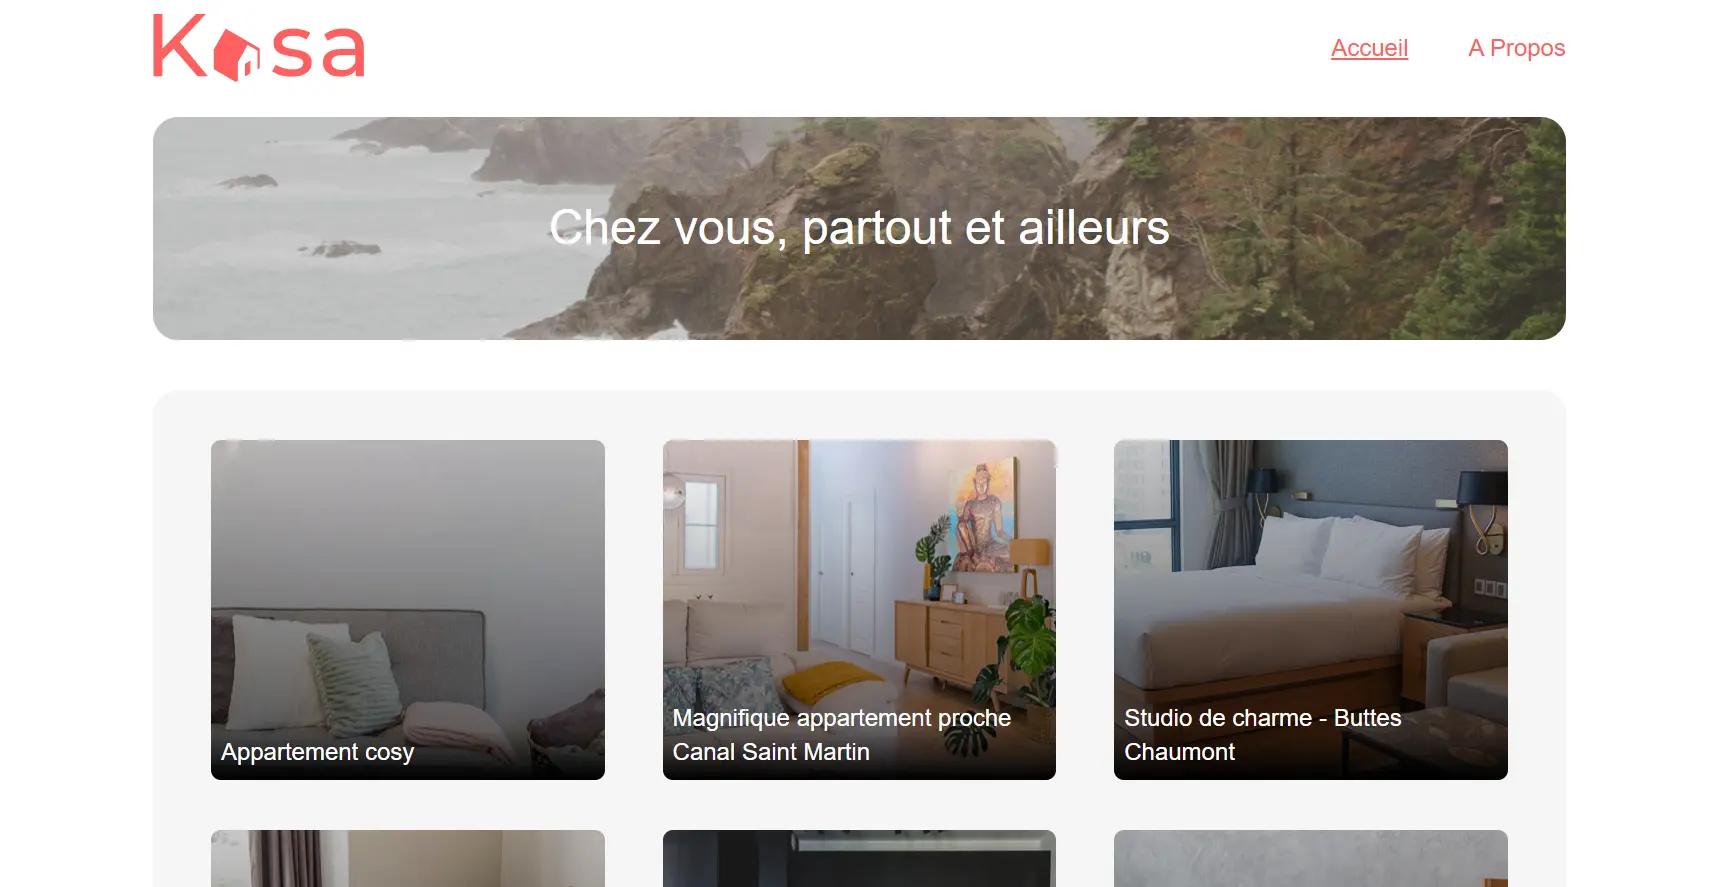 Kasa
Accueil
A Propos
Chez vous, partout et ailleurs
Appartement cosy
Magnifique appartement proche
Canal Saint Martin
Studio de charme - Buttes
Chaumont